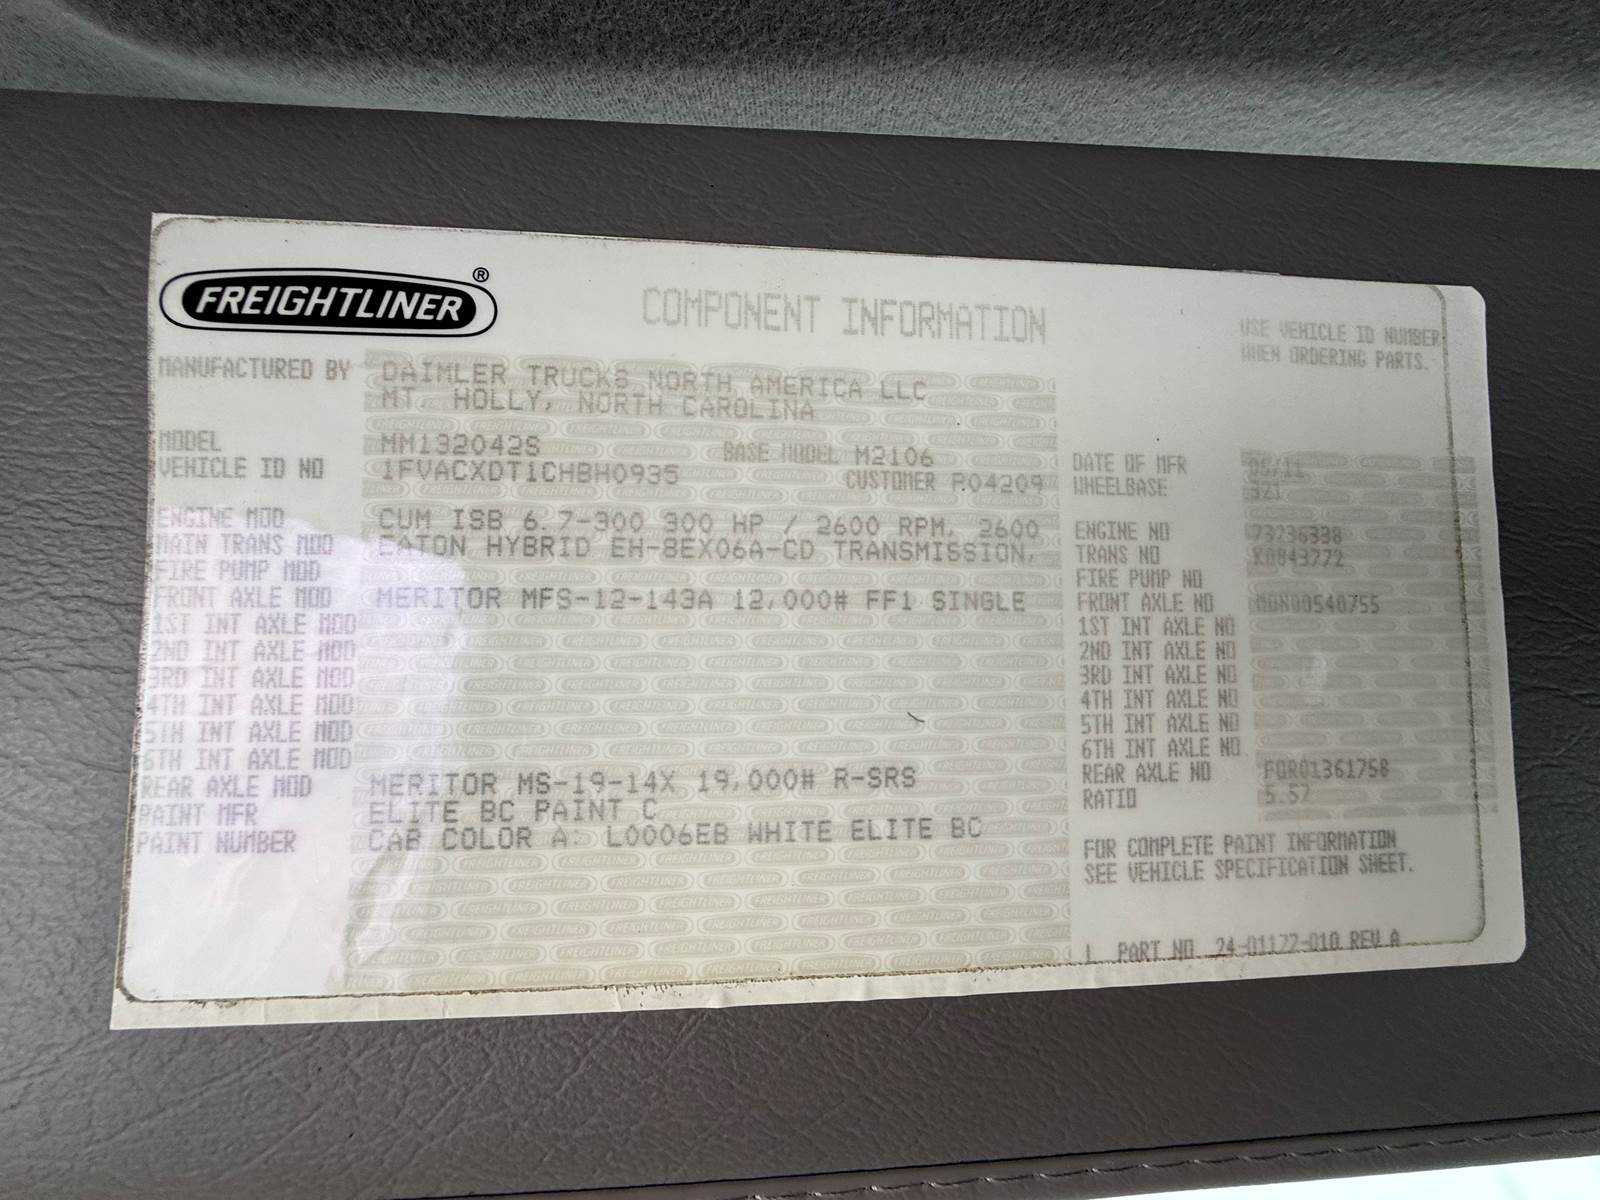 FREIGHTLINER®
COMPONENT INFORMATION
USE VEHICLE ID NUMBER
WHEN ORDERING PARTS.
MANUFACTURED BY DAIMLER TRUCKS NORTH AMERICA LLC
MT. HOLLY, NORTH CAROLINA
MODEL MM132042S BASE MODEL M2106
VEHICLE ID NO 1FVACXDT1CHBH0935 CUSTOMER P.04209
DATE OF MFR 05/11
WHEELBASE 321
ENGINE MOD CUM ISB 6.7-300 300 HP / 2600 RPM, 2600
ENGINE NO 73236338
MAIN TRANS MOD EATON HYBRID EH-8EX06A-CD TRANSMISSION,
TRANS NO K0843772
FIRE PUMP MOD
FIRE PUMP NO
FRONT AXLE MOD MERITOR MFS-12-143A 12,000# FF1 SINGLE
FRONT AXLE NO
1ST INT AXLE MOD
1ST INT AXLE NO
2ND INT AXLE MOD
2ND INT AXLE NO
3RD INT AXLE MOD
3RD INT AXLE NO
4TH INT AXLE MOD
4TH INT AXLE NO
5TH INT AXLE MOD
5TH INT AXLE NO
6TH INT AXLE MOD
6TH INT AXLE NO.
REAR AXLE MOD MERITOR MS-19-14X 19,000# R-SRS
REAR AXLE NO FOR01361758
PAINT MFR ELITE BC PAINT C
RATIO 5.57
PAINT NUMBER CAB COLOR A: L0006EB WHITE ELITE BC
FOR COMPLETE PAINT INFORMATION
SEE VEHICLE SPECIFICATION SHEET.
PART NO. 24-01172-010 REV A